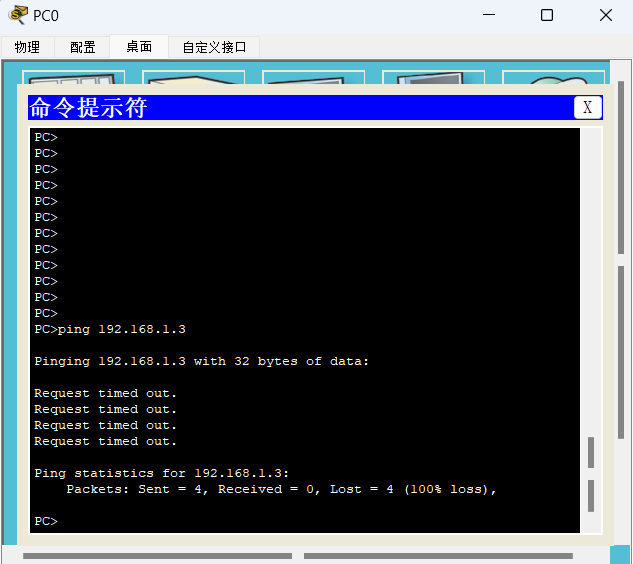 PC0
物理 配置 桌面 自定义接口
命令提示符 X
PC>
PC>
PC>
PC>
PC>
PC>
PC>
PC>
PC>
PC>
PC>
PC>
PC>ping 192.168.1.3
Pinging 192.168.1.3 with 32 bytes of data:
Request timed out.
Request timed out.
Request timed out.
Request timed out.
Ping statistics for 192.168.1.3:
Packets: Sent = 4, Received = 0, Lost = 4 (100% loss),
PC>